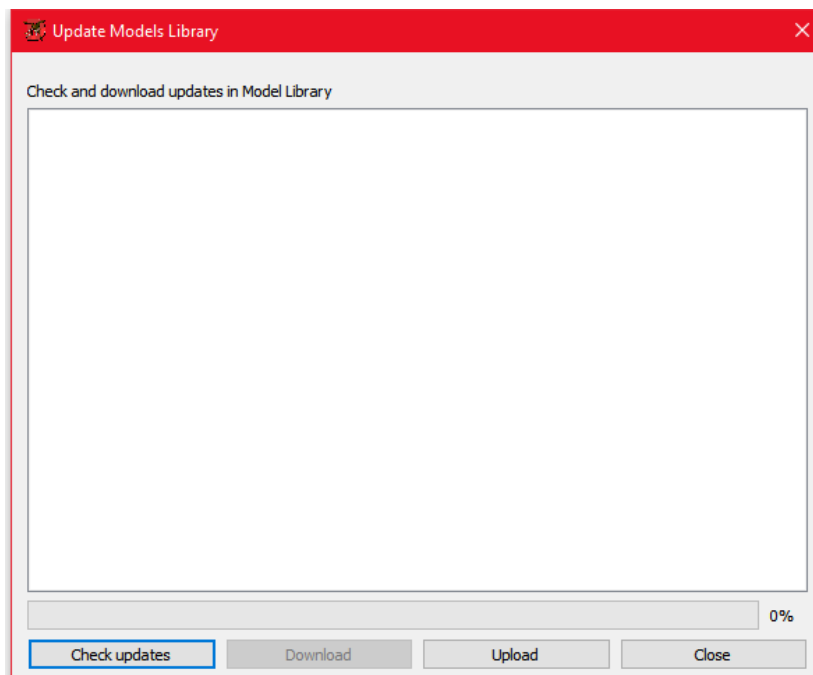 Update Models Library
Check and download updates in Model Library
0%
Check updates Download Upload Close